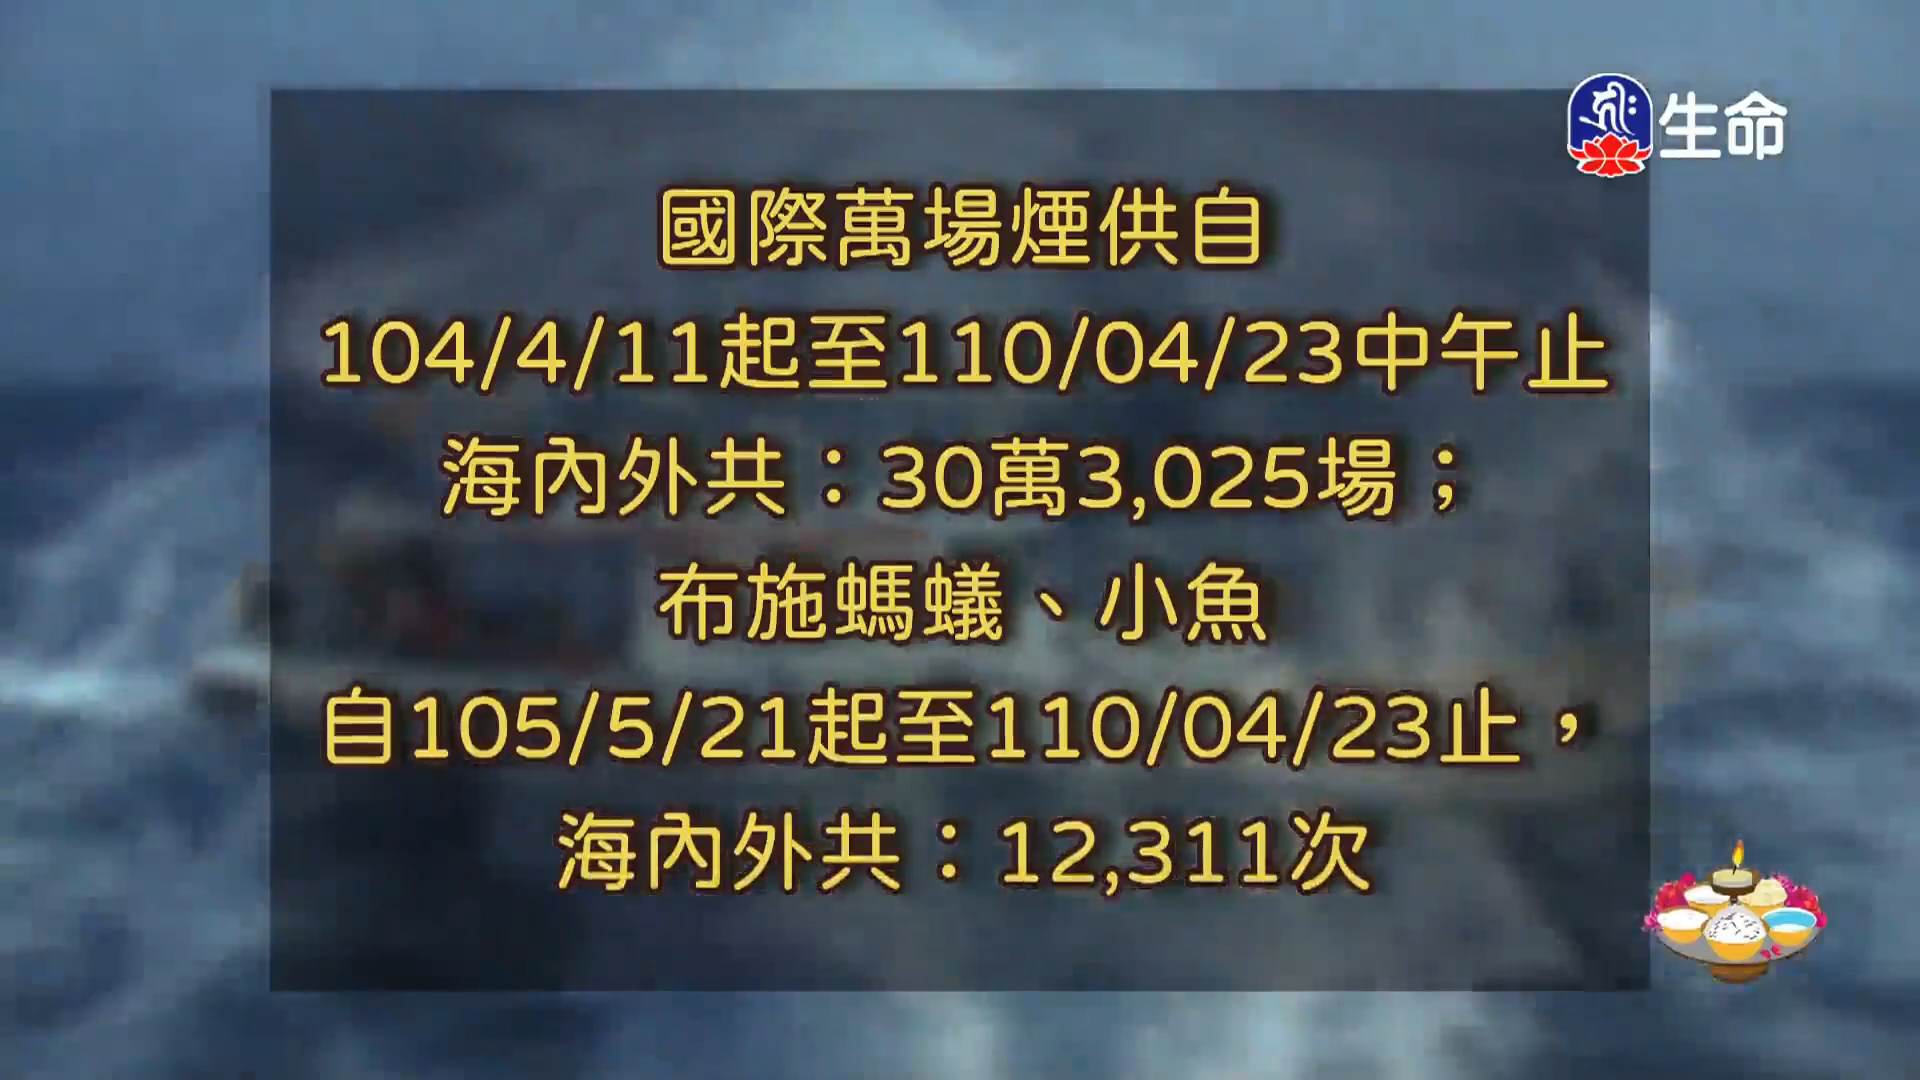 生命
國際萬場煙供自
104/4/11起至110/04/23中午止
海內外共：30萬3,025場；
布施螞蟻、小魚
自105/5/21起至110/04/23止，
海內外共：12,311次